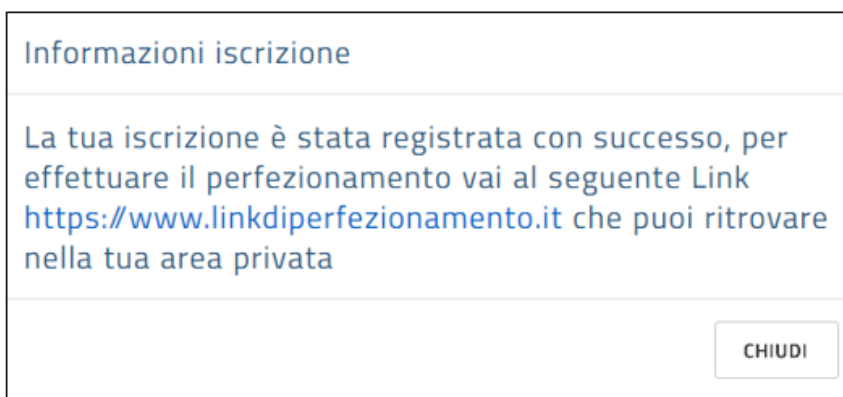 Informazioni iscrizione
La tua iscrizione è stata registrata con successo, per
effettuare il perfezionamento vai al seguente Link
https://www.linkdiperfezionamento.it che puoi ritrovare
nella tua area privata
CHIUDI